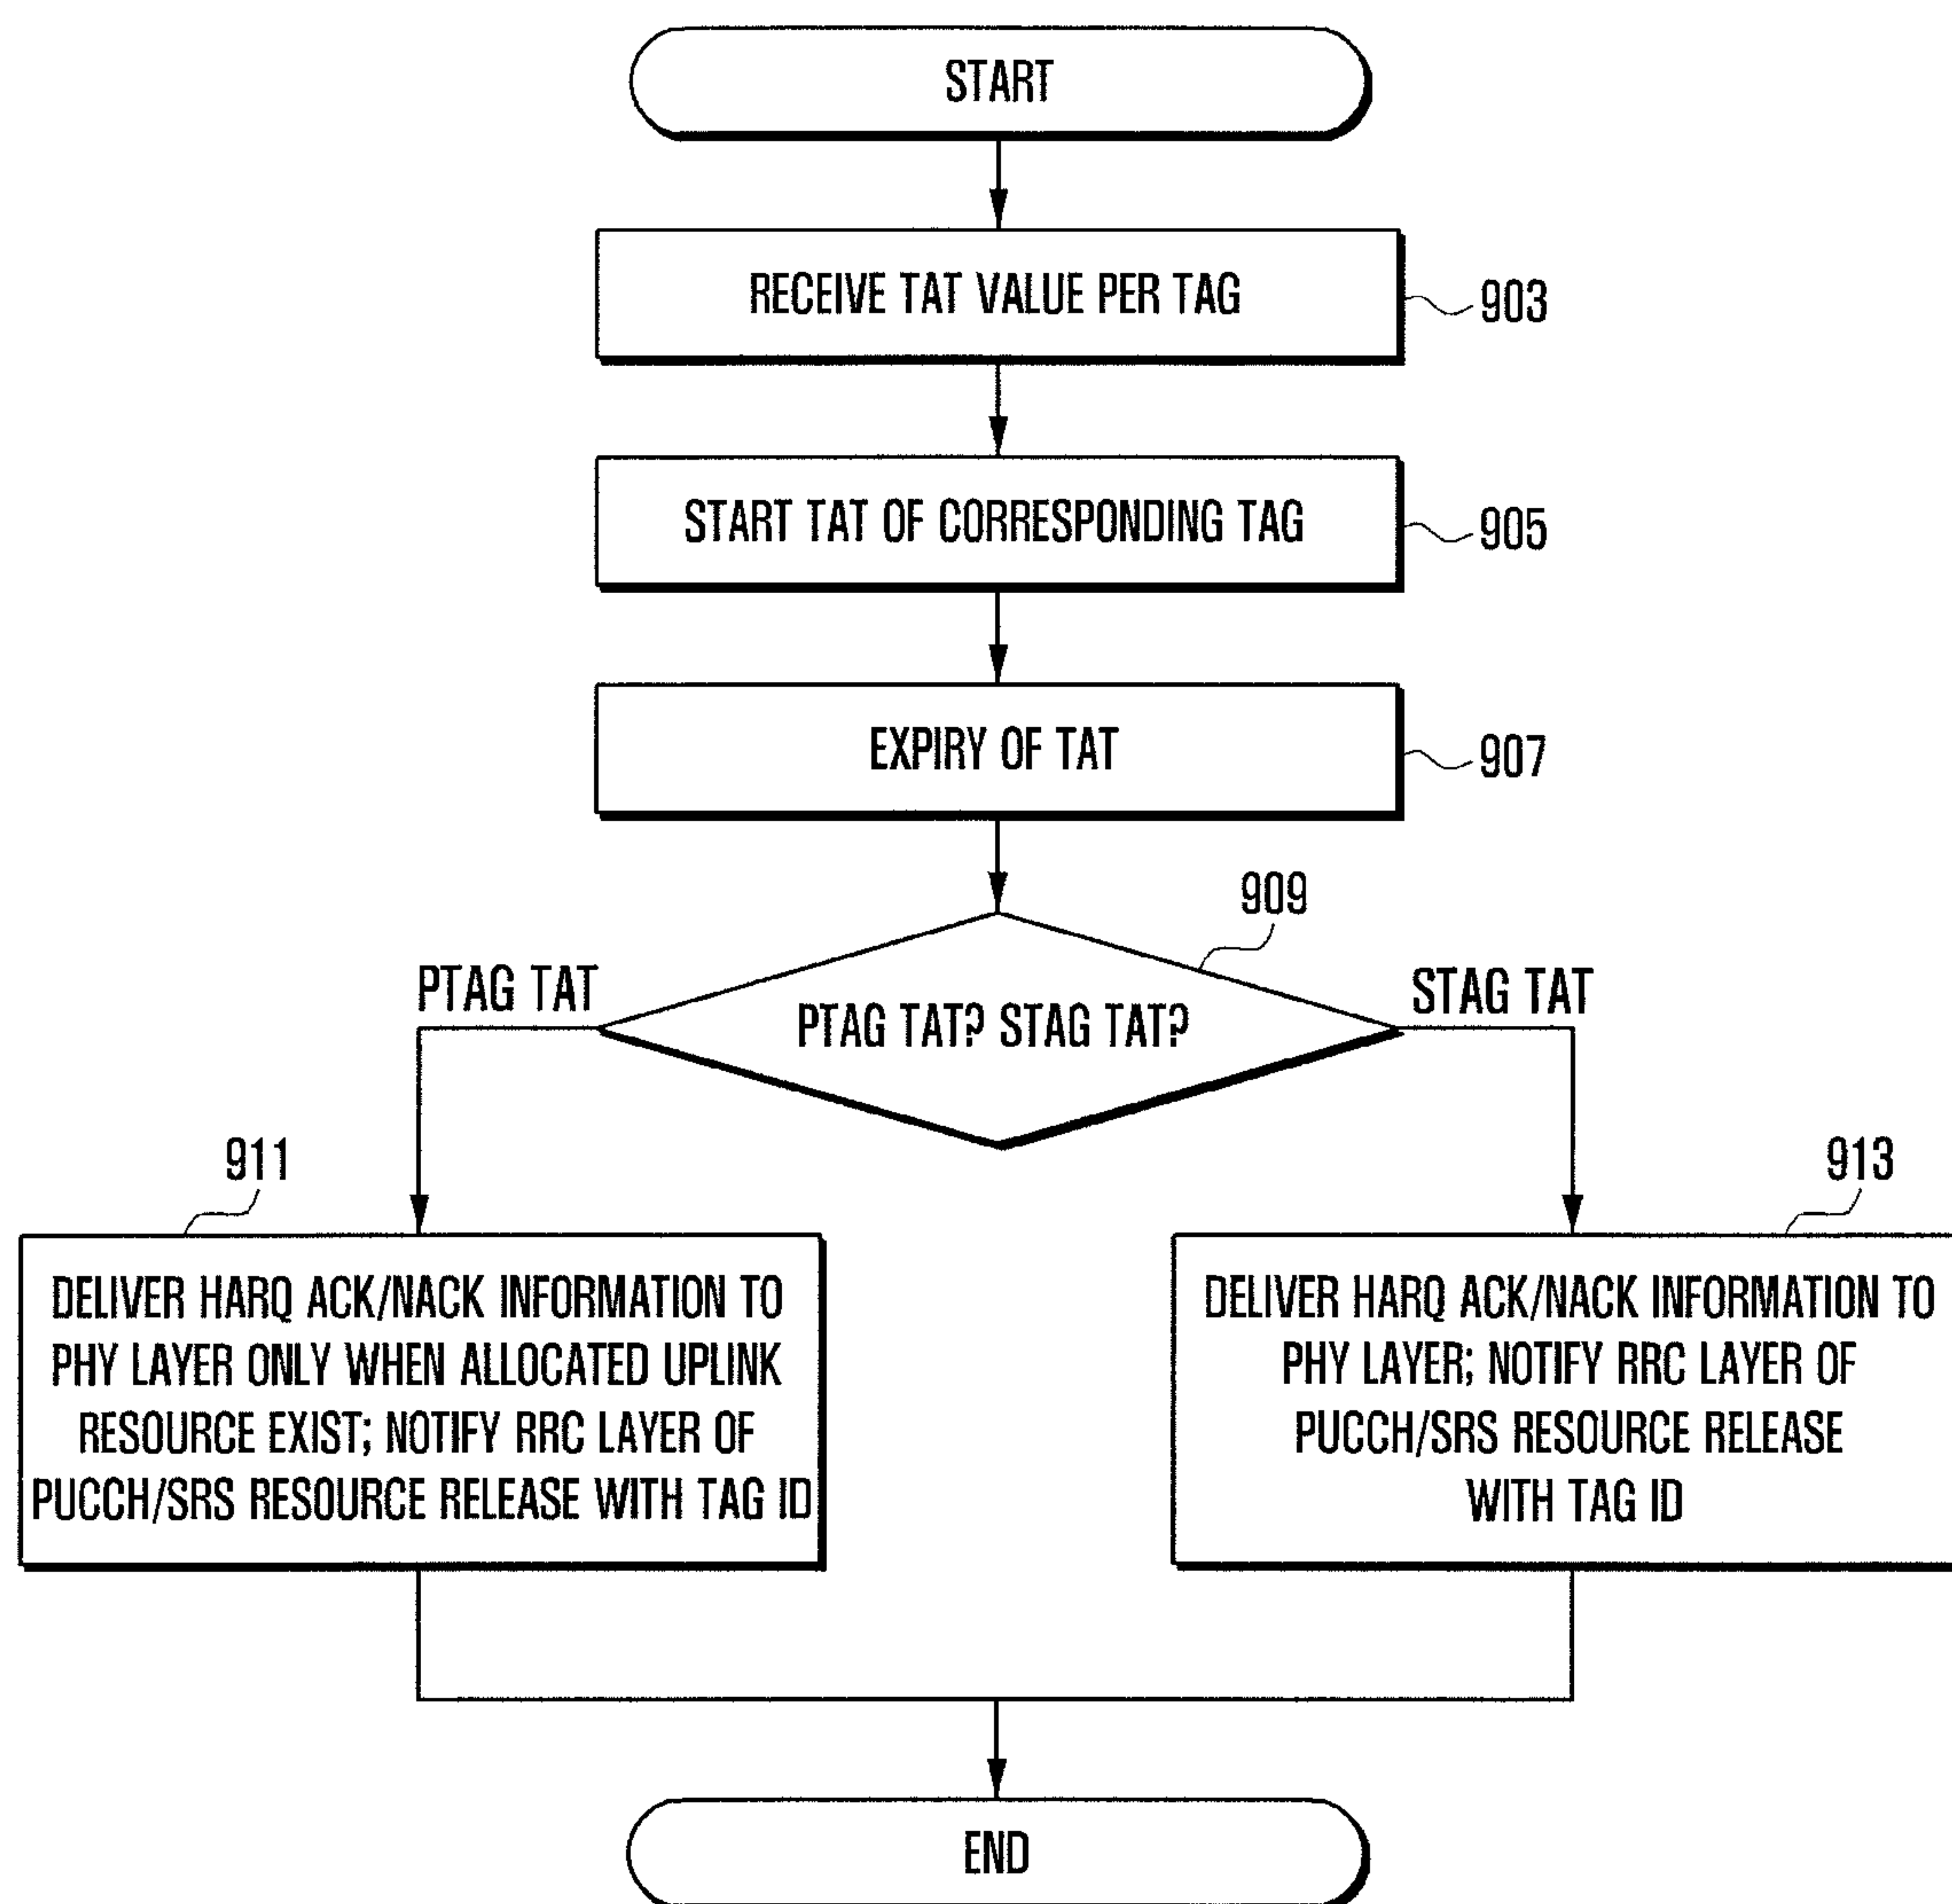 START
RECEIVE TAT VALUE PER TAG
903
START TAT OF CORRESPONDING TAG
905
EXPIRY OF TAT
907
909
PTAG TAT
PTAG TAT? STAG TAT?
STAG TAT
911
DELIVER HARQ ACK/NACK INFORMATION TO
PHY LAYER ONLY WHEN ALLOCATED UPLINK
RESOURCE EXIST; NOTIFY RRC LAYER OF
PUCCH/SRS RESOURCE RELEASE WITH TAG ID
913
DELIVER HARQ ACK/NACK INFORMATION TO
PHY LAYER; NOTIFY RRC LAYER OF
PUCCH/SRS RESOURCE RELEASE
WITH TAG ID
END